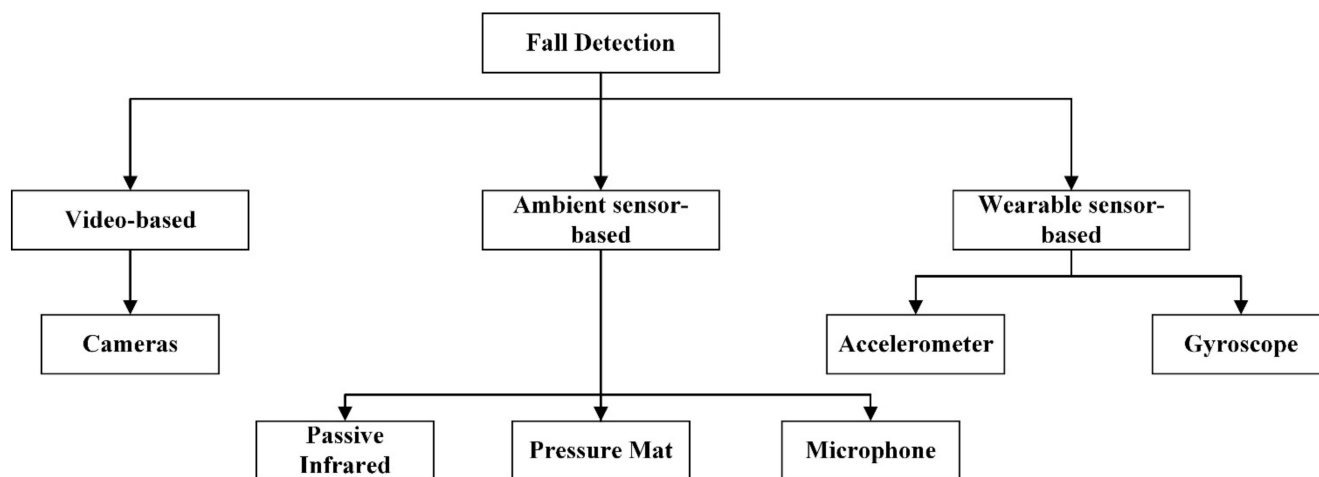 Fall Detection
Video-based
Ambient sensor-
based
Wearable sensor-
based
Cameras
Accelerometer
Gyroscope
Passive
Infrared
Pressure Mat
Microphone